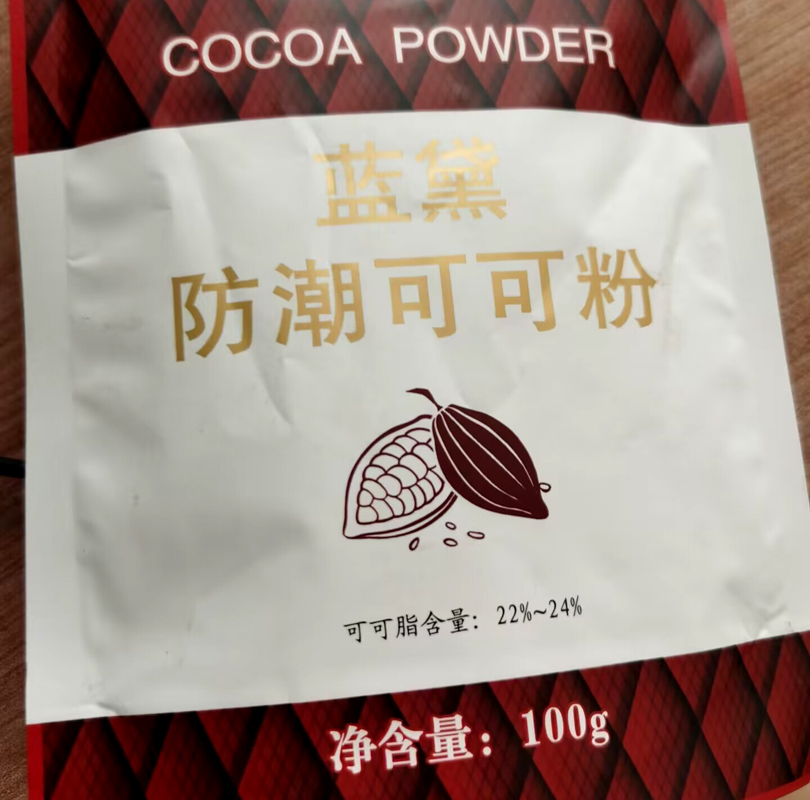 COCOA POWDER
蓝黛
防潮可可粉
可可脂含量：22%~24%
净含量：100g